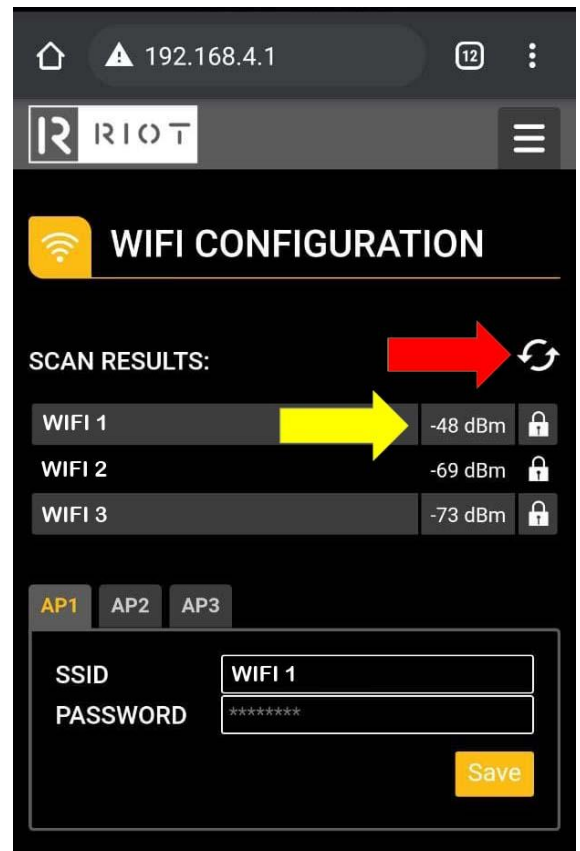 192.168.4.1 12
RIOT
WIFI CONFIGURATION
SCAN RESULTS:
WIFI 1 -48 dBm
WIFI 2 -69 dBm
WIFI 3 -73 dBm
AP1 AP2 AP3
SSID WIFI 1
PASSWORD ********
Save